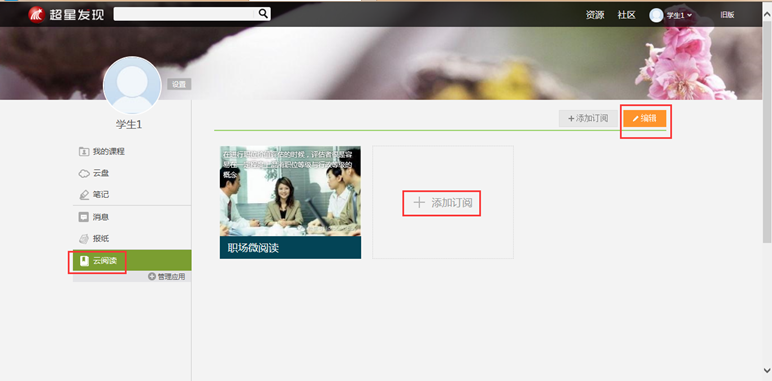 超星发现
资源 社区 学生1 旧版
设置
学生1
添加订阅 编辑
我的课程
云盘
笔记
消息
报纸
云阅读
管理应用
概念
添加订阅
职场微阅读